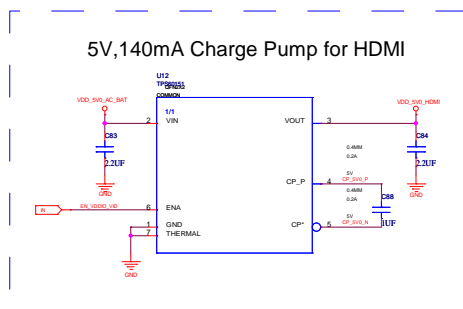 5V,140mA Charge Pump for HDMI
U12
TPS60151
COMMON
VDD_5V0_AC_BAT
VDD_5V0_HDMI
1/1
2 VIN
VOUT 3
C83
2.2UF
GND
C84
2.2UF
GND
0.4MM
0.2A
5V
CP_P 4 CP_5V0_P
0.4MM
0.2A
C88
1UF
IN EN_VDDIO_VID 6 ENA
5V
1 GND
CP* 5 CP_5V0_N
7 THERMAL
GND